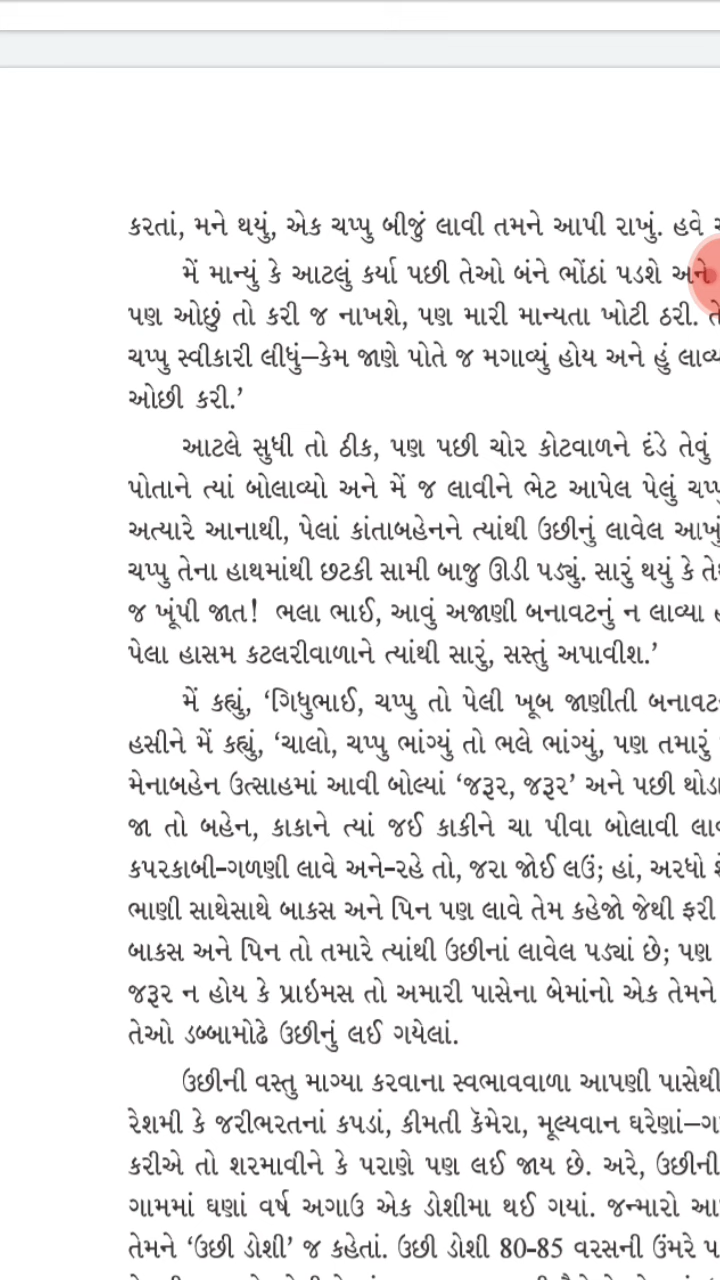 કરતાં, મને થયું, એક ચપ્પુ બીજું લાવી તમને આપી રાખું. હવે
મેં માન્યું કે આટલું કર્યા પછી તેઓ બંને ભોંઠાં પડશે અને
પણ ઓછું તો કરી જ નાખશે, પણ મારી માન્યતા ખોટી ઠરી.
ચપ્પુ સ્વીકારી લીધું–કેમ જાણે પોતે જ મગાવ્યું હોય અને હું
ઓછી કરી.’
આટલે સુધી તો ઠીક, પણ પછી ચોર કોટવાળને દંડે તેવું
પોતાને ત્યાં બોલાવ્યો અને મેં જ લાવીને ભેટ આપેલ પેલું
અત્યારે આનાથી, પેલાં કાંતાબહેનને ત્યાંથી ઉછીનું લાવેલ
ચપ્પુ તેના હાથમાંથી છટકી સામી બાજુ ઊડી પડ્યું. સારું થયું કે
જ ખૂંપી જાત! ભલા ભાઈ, આવું અજાણી બનાવટનું ન લાવ્યા
પેલા હાસમ કટલરીવાળાને ત્યાંથી સારું, સસ્તું અપાવીશ.’
મેં કહ્યું, ‘ગિધુભાઈ, ચપ્પુ તો પેલી ખૂબ જાણીતી
હસીને મેં કહ્યું, ‘ચાલો, ચપ્પુ ભાંગ્યું તો ભલે ભાંગ્યું, પણ તમારું
મેનાબહેન ઉત્સાહમાં આવી બોલ્યાં ‘જરૂર, જરૂર’ અને પછી
જા તો બહેન, કાકાને ત્યાં જઈ કાકીને ચા પીવા બોલાવી
કપરકાબી-ગળણી લાવે અને-રહે તો, જરા જોઈ લઉં; હાં, અરધો
ભાણી સાથેસાથે બાકસ અને પિન પણ લાવે તેમ કહેજો જેથી ફરી
બાકસ અને પિન તો તમારે ત્યાંથી ઉછીનાં લાવેલ પડ્યાં છે; પણ
જરૂર ન હોય કે પ્રાઇમસ તો અમારી પાસેના બેમાંનો એક તેમને
તેઓ ડબ્બામોઢે ઉછીનું લઈ ગયેલાં.
ઉછીની વસ્તુ માગ્યા કરવાના સ્વભાવવાળા આપણી પાસેથી
રેશમી કે જરીભરતનાં કપડાં, કીમતી કૅમેરા, મૂલ્યવાન ઘરેણાં–
કરીએ તો શરમાવીને કે પરાણે પણ લઈ જાય છે. અરે, ઉછીની
ગામમાં ઘણાં વર્ષ અગાઉ એક ડોશીમા થઈ ગયાં. જન્મારો
તેમને ‘ઉછી ડોશી’ જ કહેતાં. ઉછી ડોશી 80-85 વરસની ઉંમરે